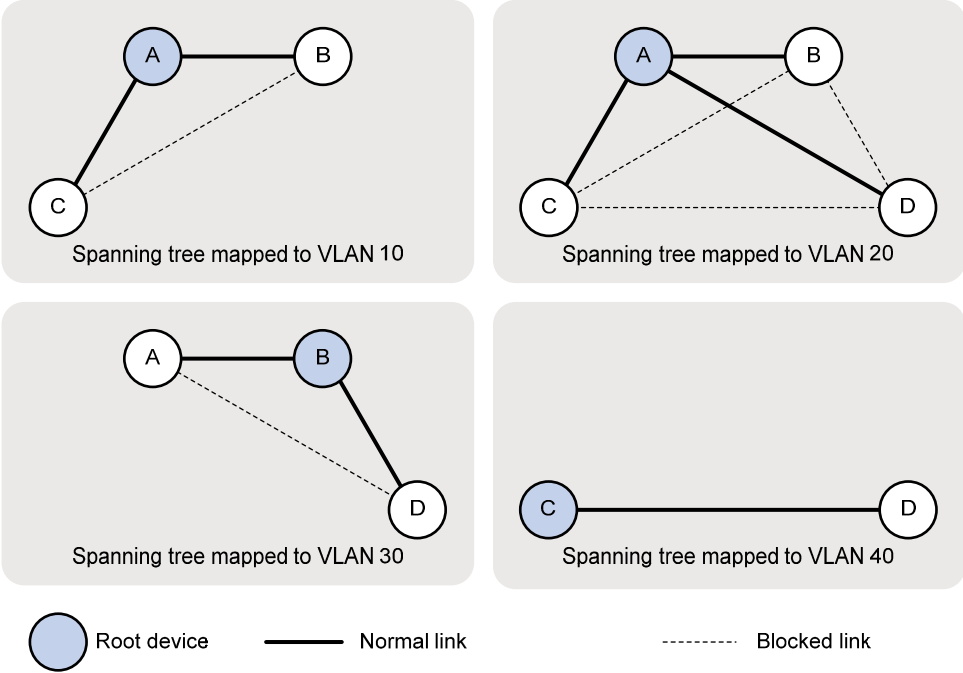 A B
C
Spanning tree mapped to VLAN 10
A B
C D
Spanning tree mapped to VLAN 20
A B
D
Spanning tree mapped to VLAN 30
C D
Spanning tree mapped to VLAN 40
Root device Normal link Blocked link